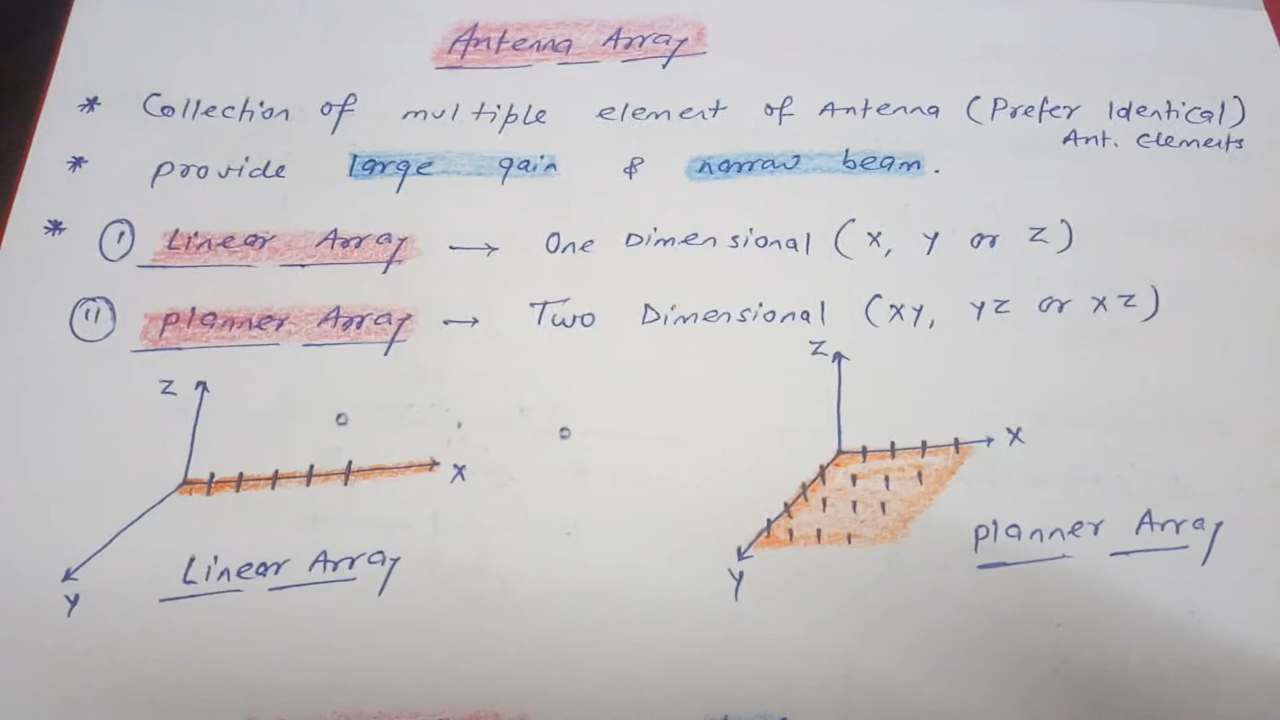 Antenna Array
* Collection of multiple element of Antenna (Prefer Identical)
Ant. Elements
* provide large gain & narrow beam.
* (i) Linear Array → One Dimensional (X, Y or Z)
(ii) planner Array → Two Dimensional (XY, YZ or XZ)
Z
X
Y
Linear Array
Z
X
Y
planner Array